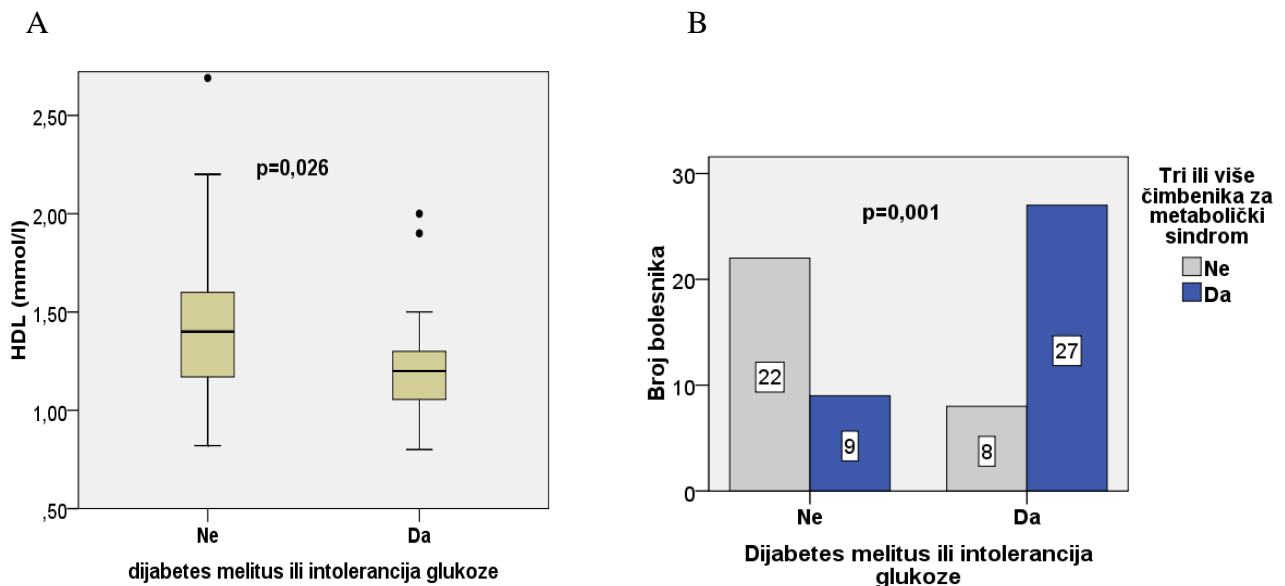 A
2,50
2,00
1,50
1,00
,50
HDL (mmol/l)
p=0,026
Ne
Da
dijabetes melitus ili intolerancija glukoze
B
30
20
10
0
Broj bolesnika
p=0,001
22
9
8
27
Ne
Da
Dijabetes melitus ili intolerancija
glukoze
Tri ili više
čimbenika za
metabolički
sindrom
Ne
Da